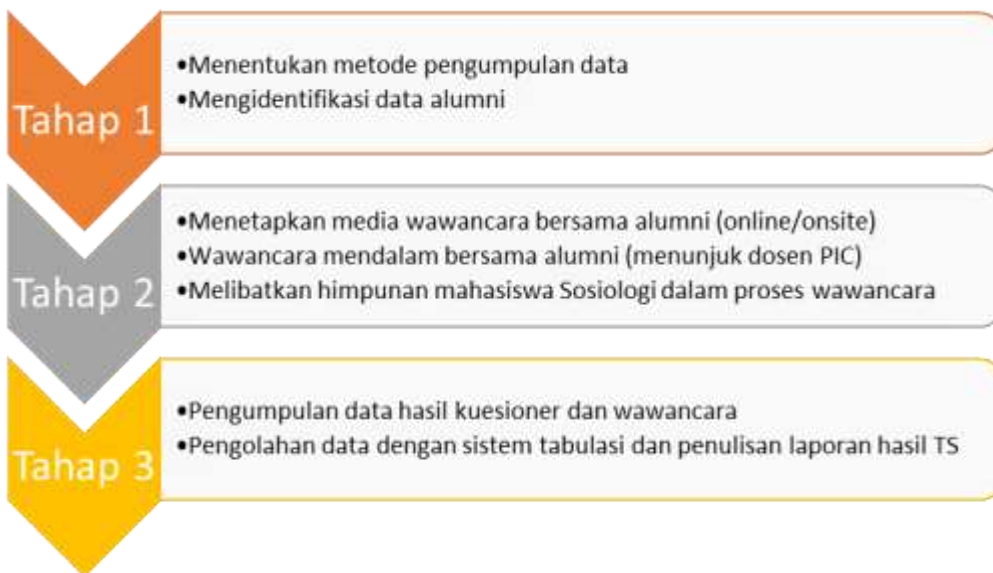 Tahap 1
•Menentukan metode pengumpulan data
•Mengidentifikasi data alumni
Tahap 2
•Menetapkan media wawancara bersama alumni (online/onsite)
•Wawancara mendalam bersama alumni (menunjuk dosen PIC)
•Melibatkan himpunan mahasiswa Sosiologi dalam proses wawancara
Tahap 3
•Pengumpulan data hasil kuesioner dan wawancara
•Pengolahan data dengan sistem tabulasi dan penulisan laporan hasil TS